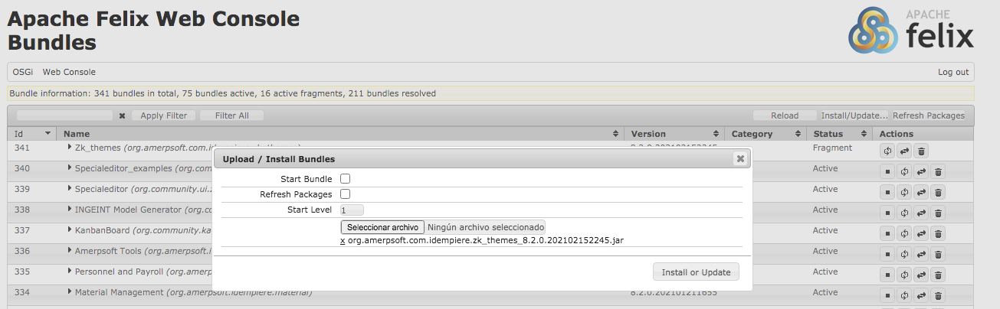 Apache Felix Web Console
Bundles
APACHE
felix
OSGi Web Console Log out
Bundle information: 341 bundles in total, 75 bundles active, 16 active fragments, 211 bundles resolved
Apply Filter Filter All Reload Install/Update... Refresh Packages
Id Name Version Category Status Actions
341 Zk_themes (org.amerpsoft.com. Fragment
Upload / Install Bundles
340 Specialeditor_examples (org.com Active
Start Bundle
339 Specialeditor (org.community.ui. Active
Refresh Packages
338 INGEINT Model Generator Active
Start Level 1
337 KanbanBoard (org.community.ka Active
Seleccionar archivo Ningún archivo seleccionado
x org.amerpsoft.com.idempiere.zk_themes_8.2.0.202102152245.jar
336 Amerpsoft Tools (org.amerpsoft. Active
335 Personnel and Payroll Active
Install or Update
334 Material Management (org.amerpsoft.idempiere.material) 8.2.0.202101211655 Active